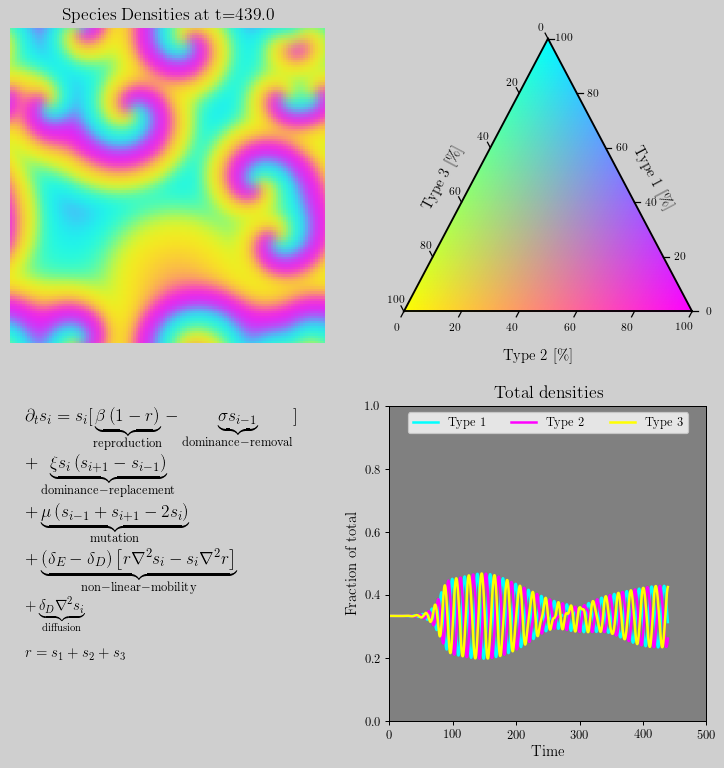 Species Densities at t=439.0
0
100
20
80
40
60
Type 3 [%]
Type 1 [%]
60
40
80
20
100
0
0
20
40
60
80
100
Type 2 [%]
∂ₜsᵢ = sᵢ[ β (1 − r) − σsᵢ₋₁ ]
reproduction dominance−removal
+ ξsᵢ (sᵢ₊₁ − sᵢ₋₁)
dominance−replacement
+ μ (sᵢ₋₁ + sᵢ₊₁ − 2sᵢ)
mutation
+ (δ_E − δ_D) [r∇²sᵢ − sᵢ∇²r]
non−linear−mobility
+ δ_D∇²sᵢ
diffusion
r = s₁ + s₂ + s₃
Total densities
Type 1 Type 2 Type 3
1.0
0.8
0.6
0.4
0.2
0.0
Fraction of total
0 100 200 300 400 500
Time